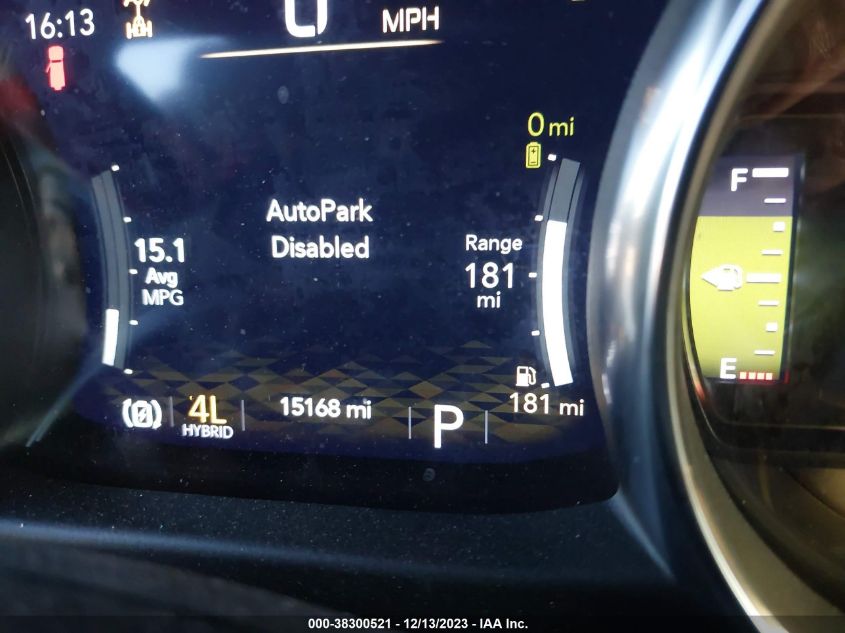 16:13
0 MPH
0 mi
AutoPark
Disabled
15.1
Avg
MPG
Range
181
mi
F
E
4L
HYBRID
15168 mi
P
181 mi
000-38300521 - 12/13/2023 - IAA Inc.